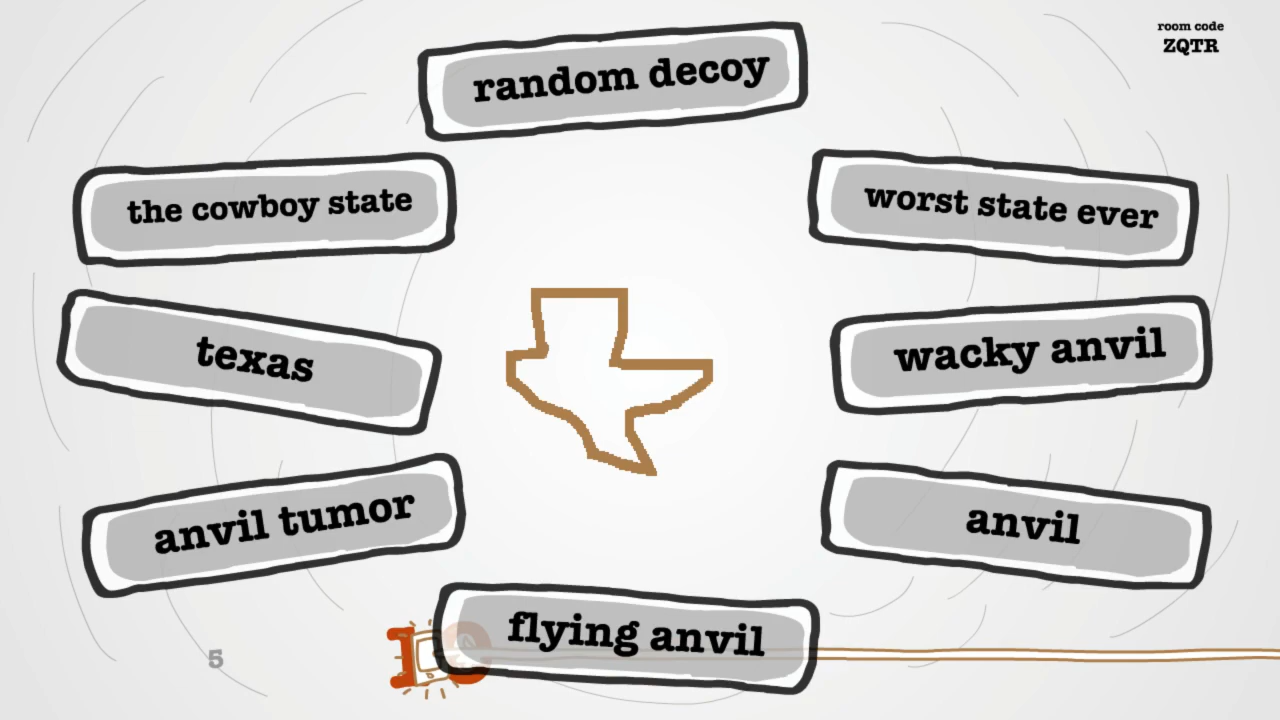 room code
ZQTR
random decoy
the cowboy state
worst state ever
texas
wacky anvil
anvil tumor
anvil
flying anvil
5